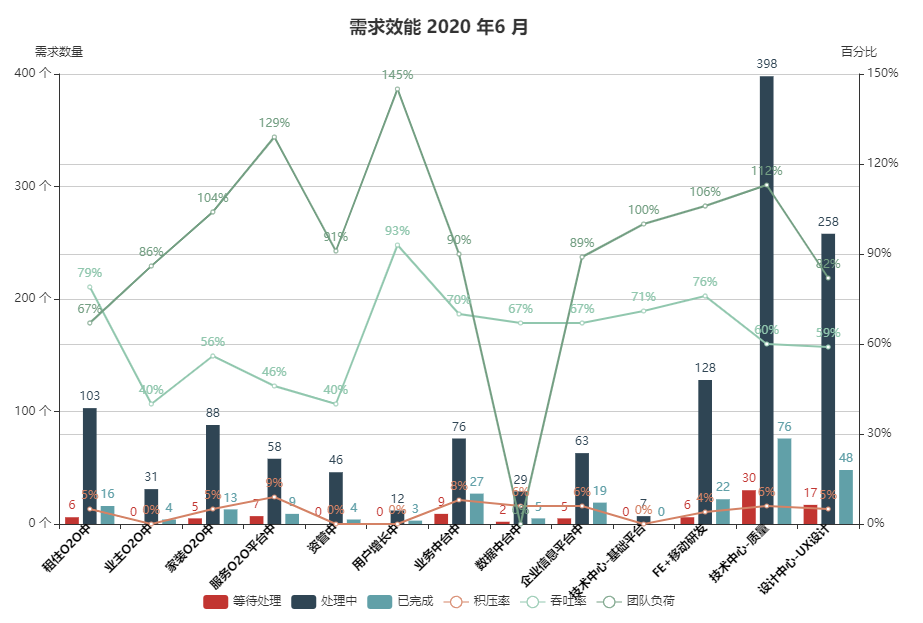 需求效能 2020 年6 月
需求数量
百分比
400 个
300 个
200 个
100 个
0 个
150%
120%
90%
60%
30%
0%
67% 86% 104% 129% 91% 145% 90% 0% 89% 100% 106% 112% 82%
79% 40% 56% 46% 40% 93% 70% 67% 67% 71% 76% 60% 59%
5% 0% 5% 9% 0% 0% 8% 6% 6% 0% 4% 6% 5%
6 0 5 7 0 0 9 2 5 0 6 30 17
103 31 88 58 46 12 76 29 63 7 128 398 258
16 4 13 9 4 3 27 5 19 0 22 76 48
租住O2O中
业主O2O中
家装O2O中
服务O2O平台中
资管中
用户增长中
业务中台中
数据中台中
企业信息平台中
技术中心-基础平台
FE+移动研发
技术中心-质量
设计中心-UX设计
等待处理 处理中 已完成 积压率 吞吐率 团队负荷